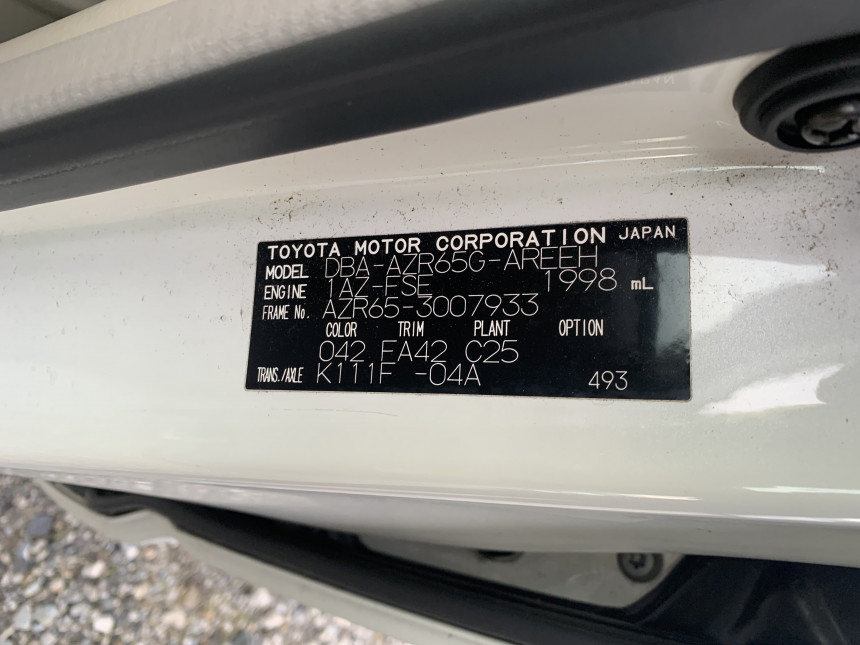 TOYOTA MOTOR CORPORATION JAPAN
MODEL DBA-AZR65G-AREEH
ENGINE 1AZ-FSE 1998 mL
FRAME No. AZR65-3007933
COLOR TRIM PLANT OPTION
042 FA42 C25
TRANS./AXLE K111F -04A 493